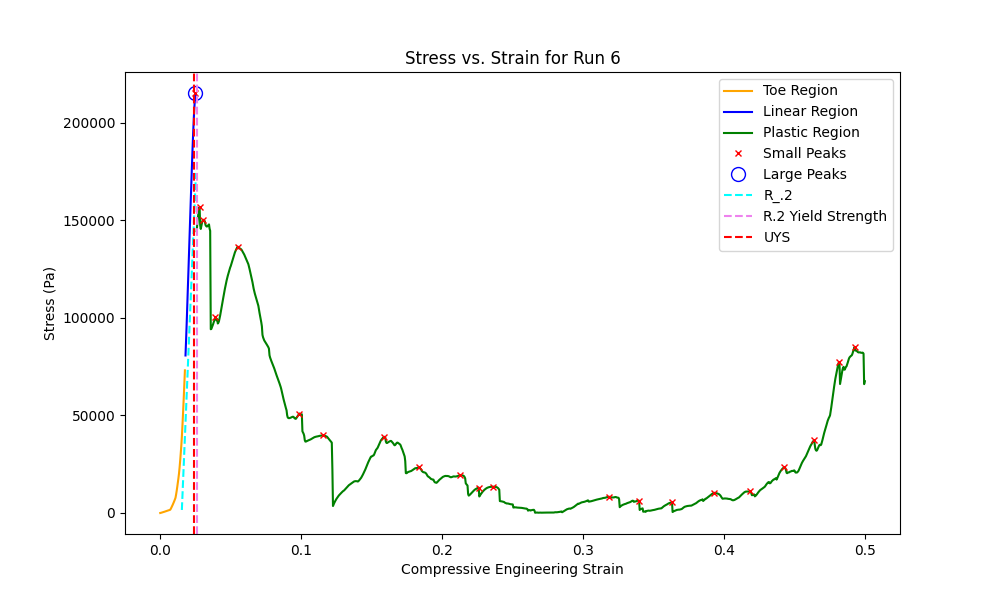 Stress vs. Strain for Run 6
Toe Region
Linear Region
Plastic Region
Small Peaks
Large Peaks
R_.2
R.2 Yield Strength
UYS
Stress (Pa)
200000
150000
100000
50000
0
0.0 0.1 0.2 0.3 0.4 0.5
Compressive Engineering Strain